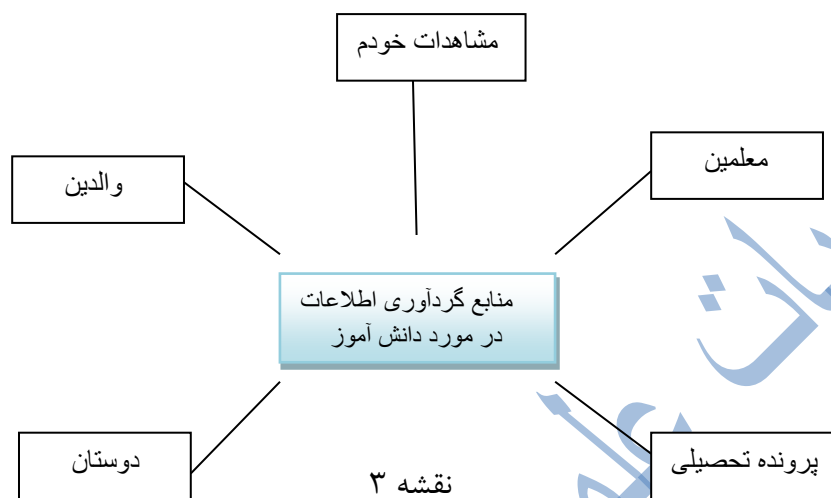 مشاهدات خودم
معلمین
والدین
منابع گردآوری اطلاعات
در مورد دانش آموز
پرونده تحصیلی
دوستان
نقشه ۳